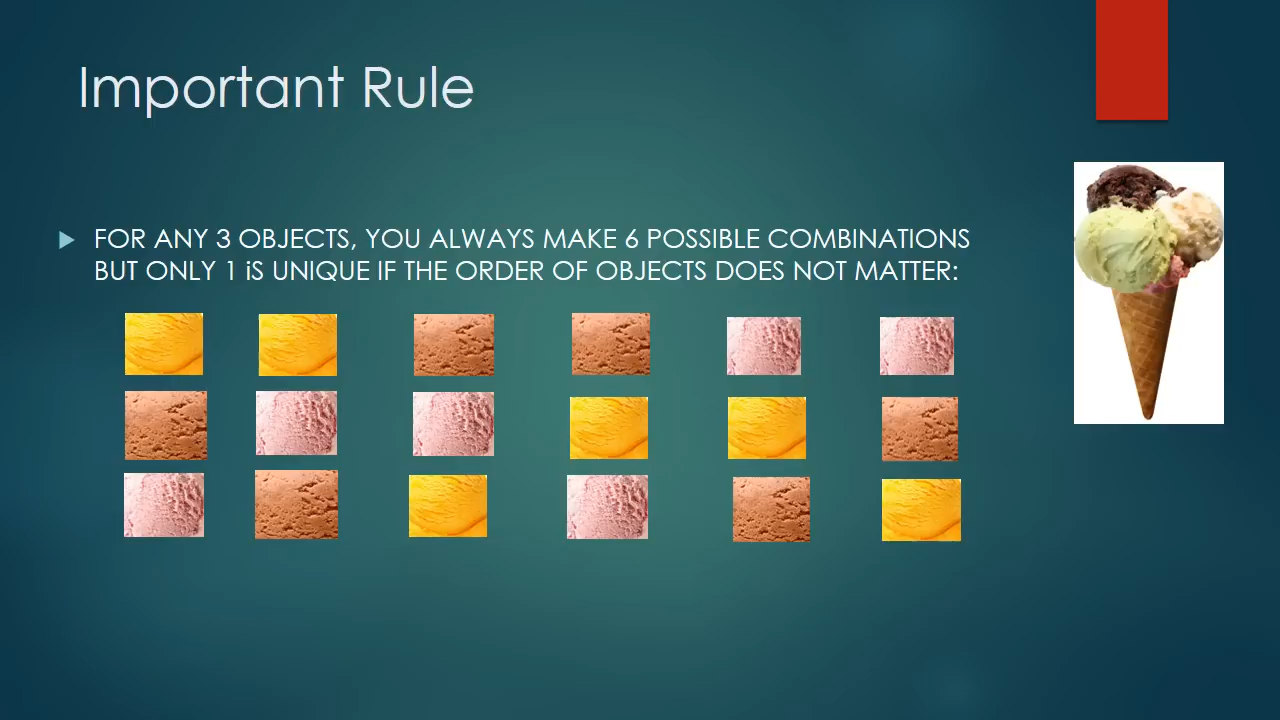 Important Rule
FOR ANY 3 OBJECTS, YOU ALWAYS MAKE 6 POSSIBLE COMBINATIONS
BUT ONLY 1 iS UNIQUE IF THE ORDER OF OBJECTS DOES NOT MATTER: